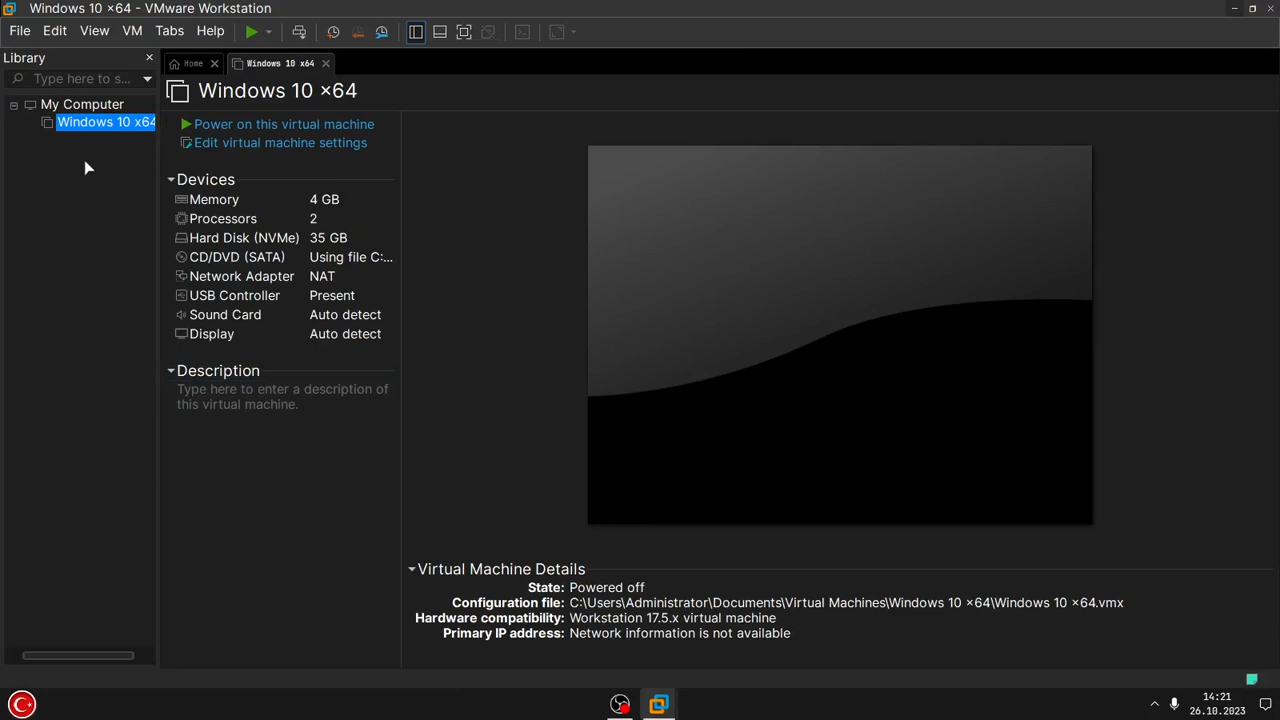 Windows 10 ×64 - VMware Workstation
File Edit View VM Tabs Help
Library
Type here to s...
My Computer
Windows 10 x64
Home
Windows 10 x64
Windows 10 ×64
Power on this virtual machine
Edit virtual machine settings
Devices
Memory 4 GB
Processors 2
Hard Disk (NVMe) 35 GB
CD/DVD (SATA) Using file C:...
Network Adapter NAT
USB Controller Present
Sound Card Auto detect
Display Auto detect
Description
Type here to enter a description of
this virtual machine.
Virtual Machine Details
State: Powered off
Configuration file: C:\Users\Administrator\Documents\Virtual Machines\Windows 10 ×64\Windows 10 ×64.vmx
Hardware compatibility: Workstation 17.5.x virtual machine
Primary IP address: Network information is not available
14:21
26.10.2023